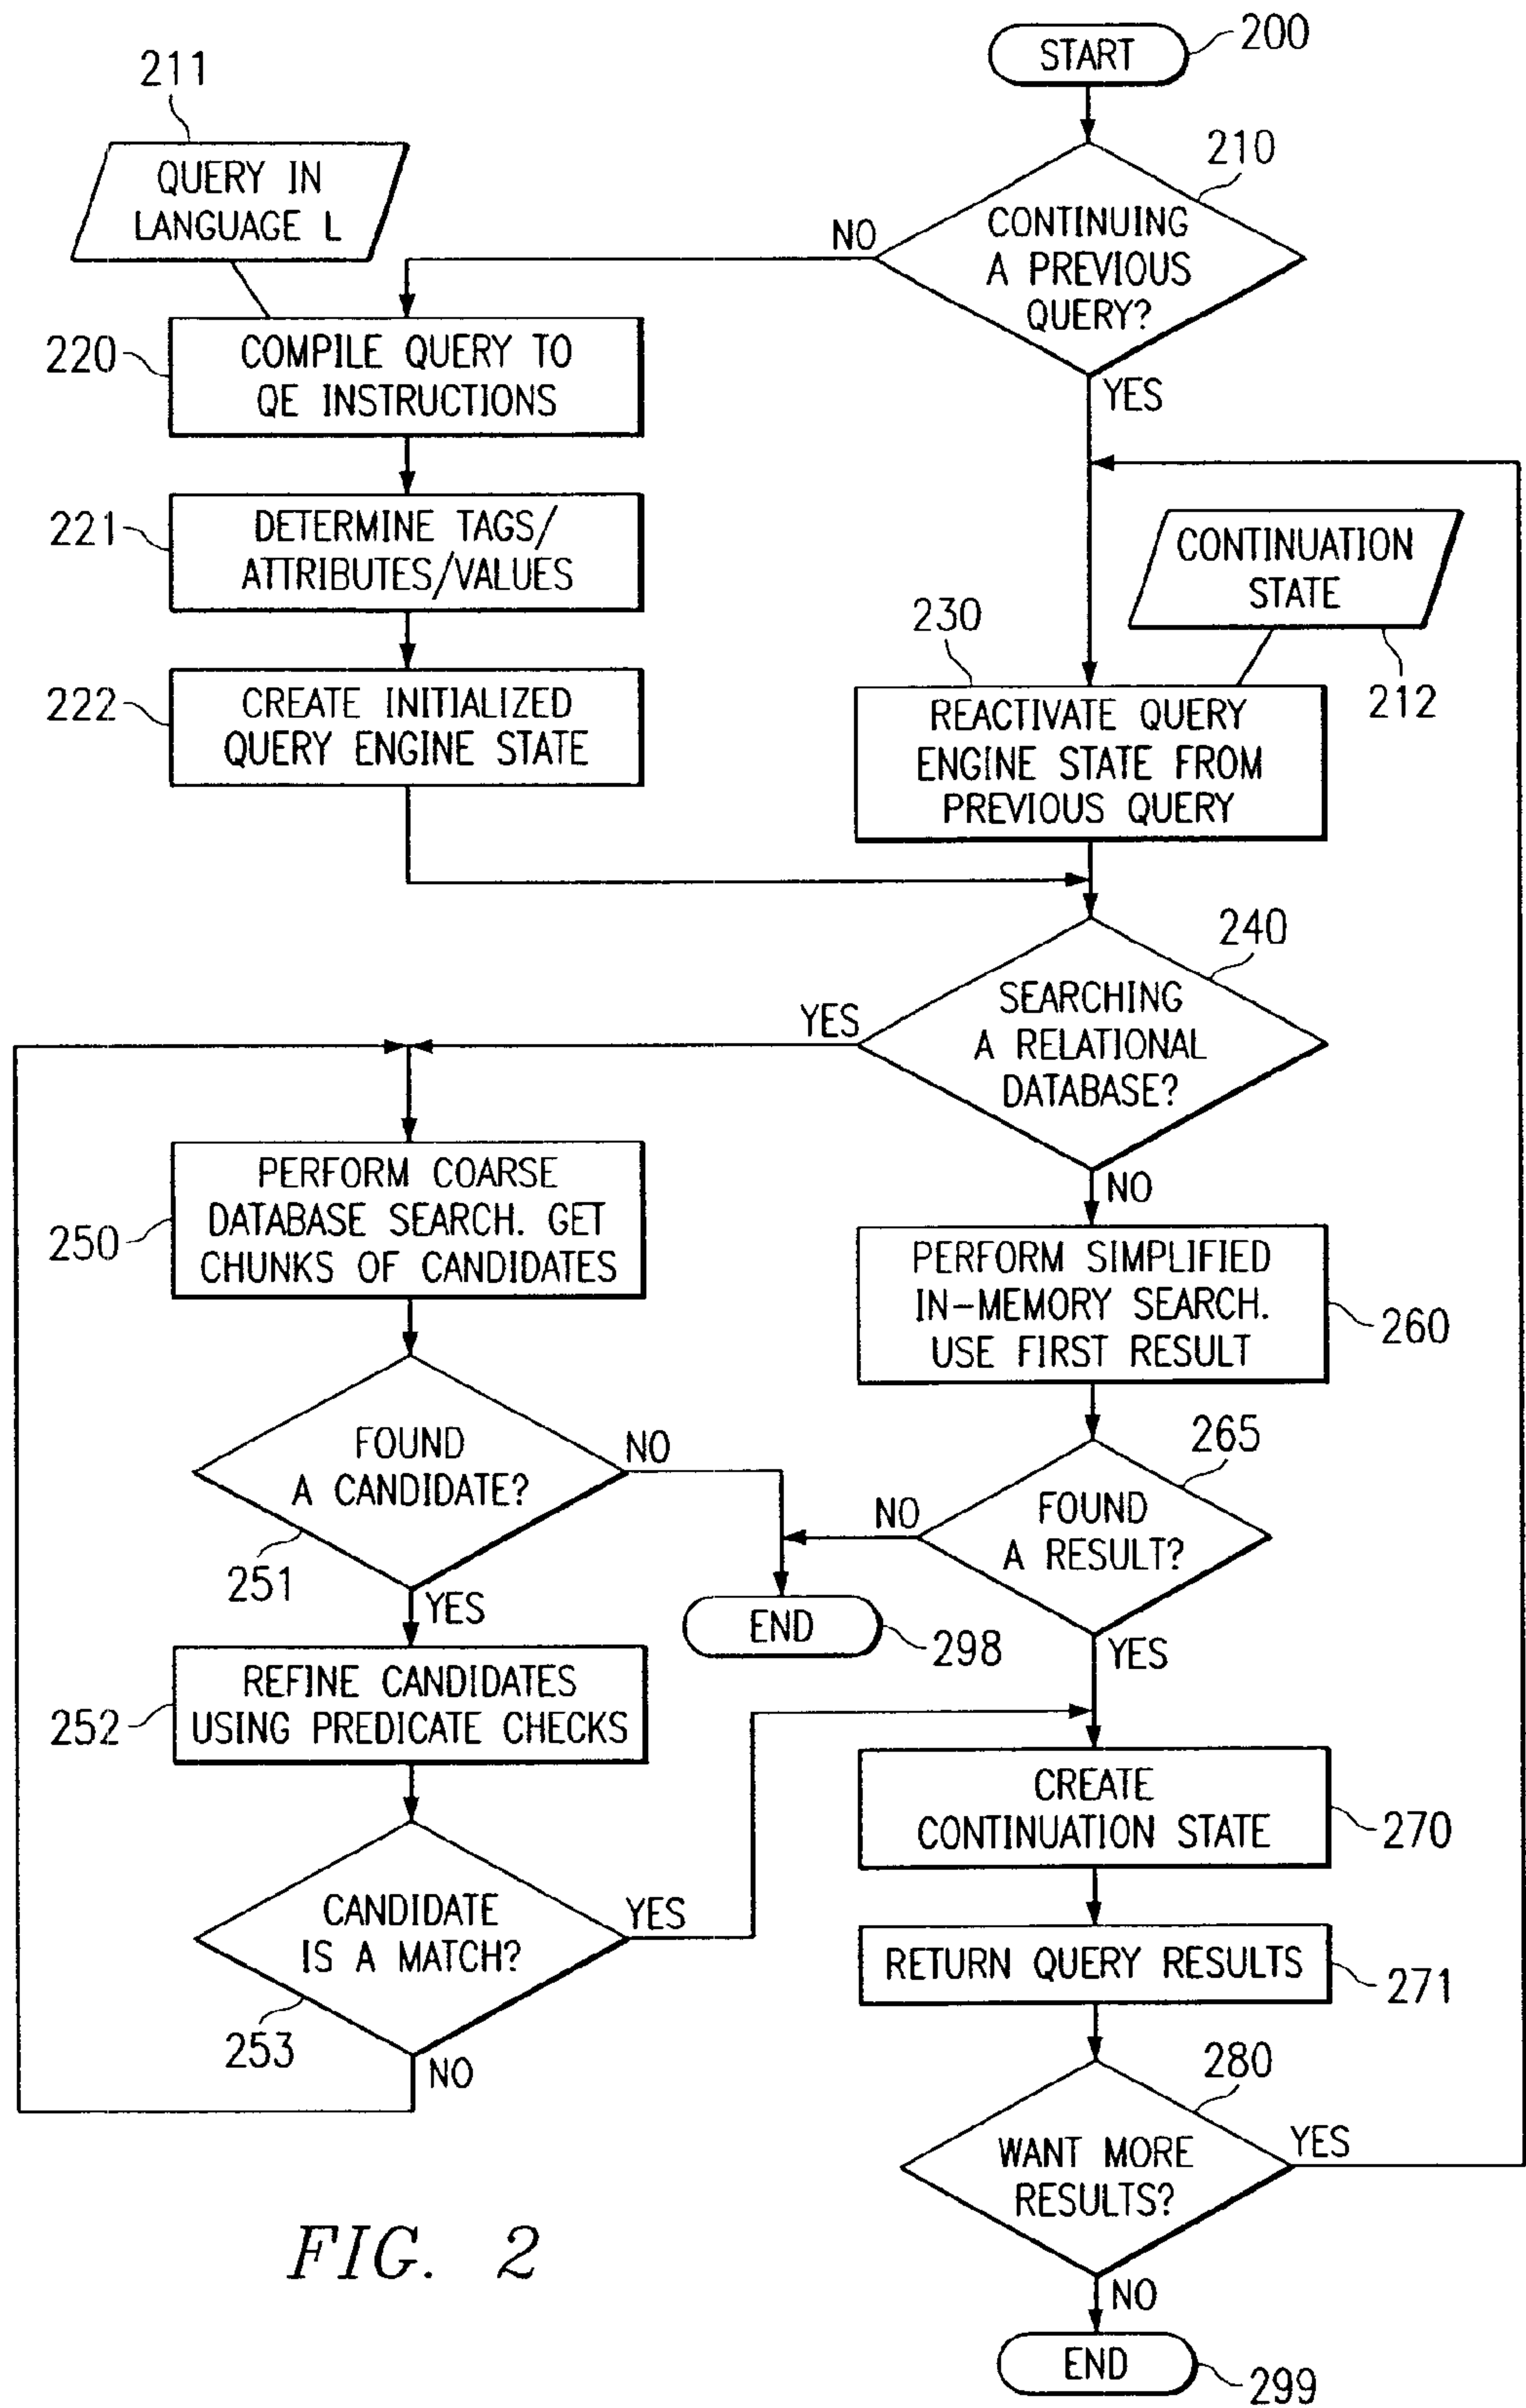 START
200
211
QUERY IN
LANGUAGE L
210
CONTINUING
A PREVIOUS
QUERY?
NO
YES
220
COMPILE QUERY TO
QE INSTRUCTIONS
221
DETERMINE TAGS/
ATTRIBUTES/VALUES
222
CREATE INITIALIZED
QUERY ENGINE STATE
CONTINUATION
STATE
212
230
REACTIVATE QUERY
ENGINE STATE FROM
PREVIOUS QUERY
240
SEARCHING
A RELATIONAL
DATABASE?
YES
NO
250
PERFORM COARSE
DATABASE SEARCH. GET
CHUNKS OF CANDIDATES
PERFORM SIMPLIFIED
IN-MEMORY SEARCH.
USE FIRST RESULT
260
FOUND
A CANDIDATE?
251
NO
YES
265
FOUND
A RESULT?
NO
YES
END
298
252
REFINE CANDIDATES
USING PREDICATE CHECKS
CREATE
CONTINUATION STATE
270
CANDIDATE
IS A MATCH?
253
YES
NO
RETURN QUERY RESULTS
271
280
WANT MORE
RESULTS?
YES
NO
END
299
FIG. 2